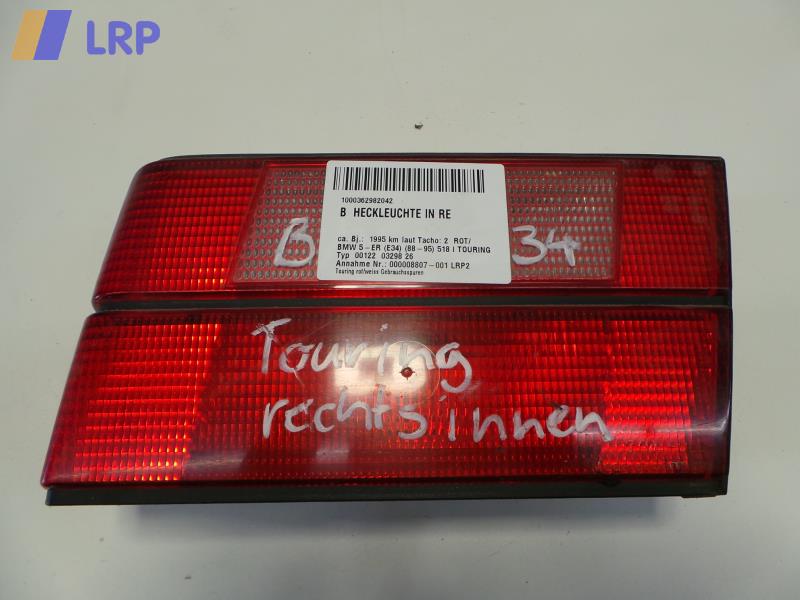 LRP
1000362982042
B HECKLEUCHTE IN RE
ca. Bj.: 1995 km laut Tacho: 2 ROT/
BMW 5-ER (E34) (88-95) 518 I TOURING
Typ 00122 0329B 26
Annahme Nr.: 000008807-001 LRP2
Touring rot/weiss Gebrauchsspuren
B 34
Touring
rechts innen